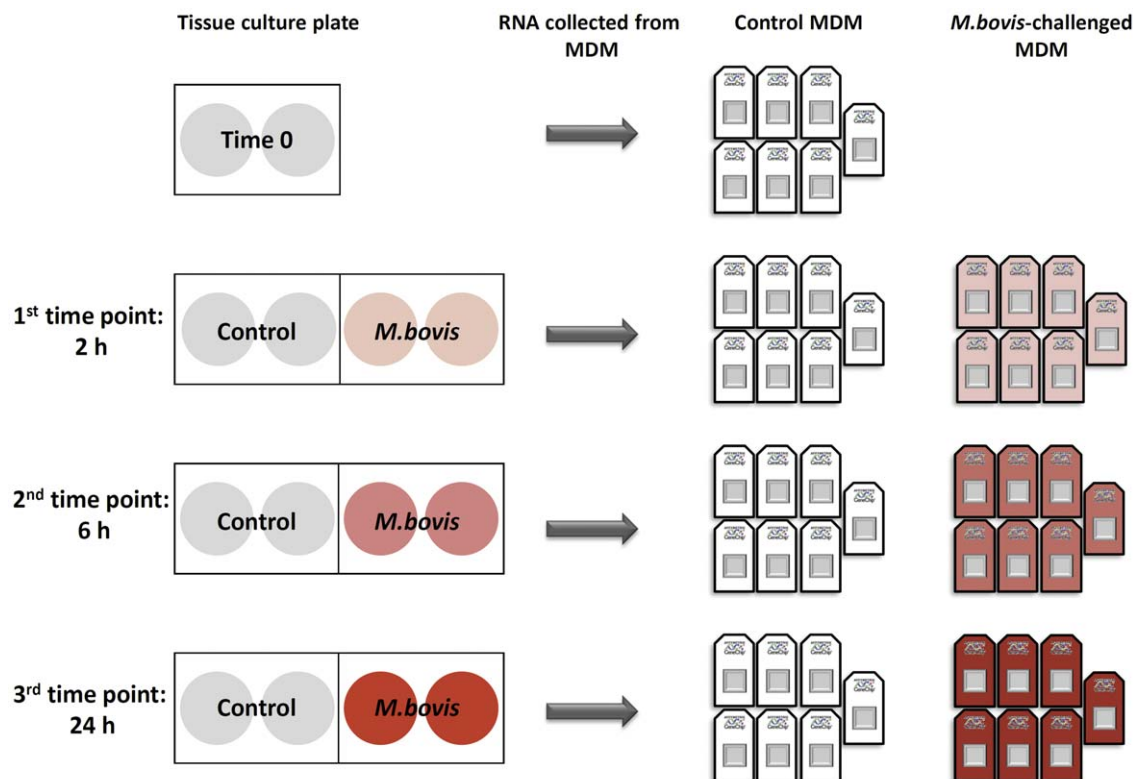 Tissue culture plate
RNA collected from
MDM
Control MDM
M.bovis-challenged
MDM
Time 0
1st time point:
2 h
Control
M.bovis
2nd time point:
6 h
Control
M.bovis
3rd time point:
24 h
Control
M.bovis